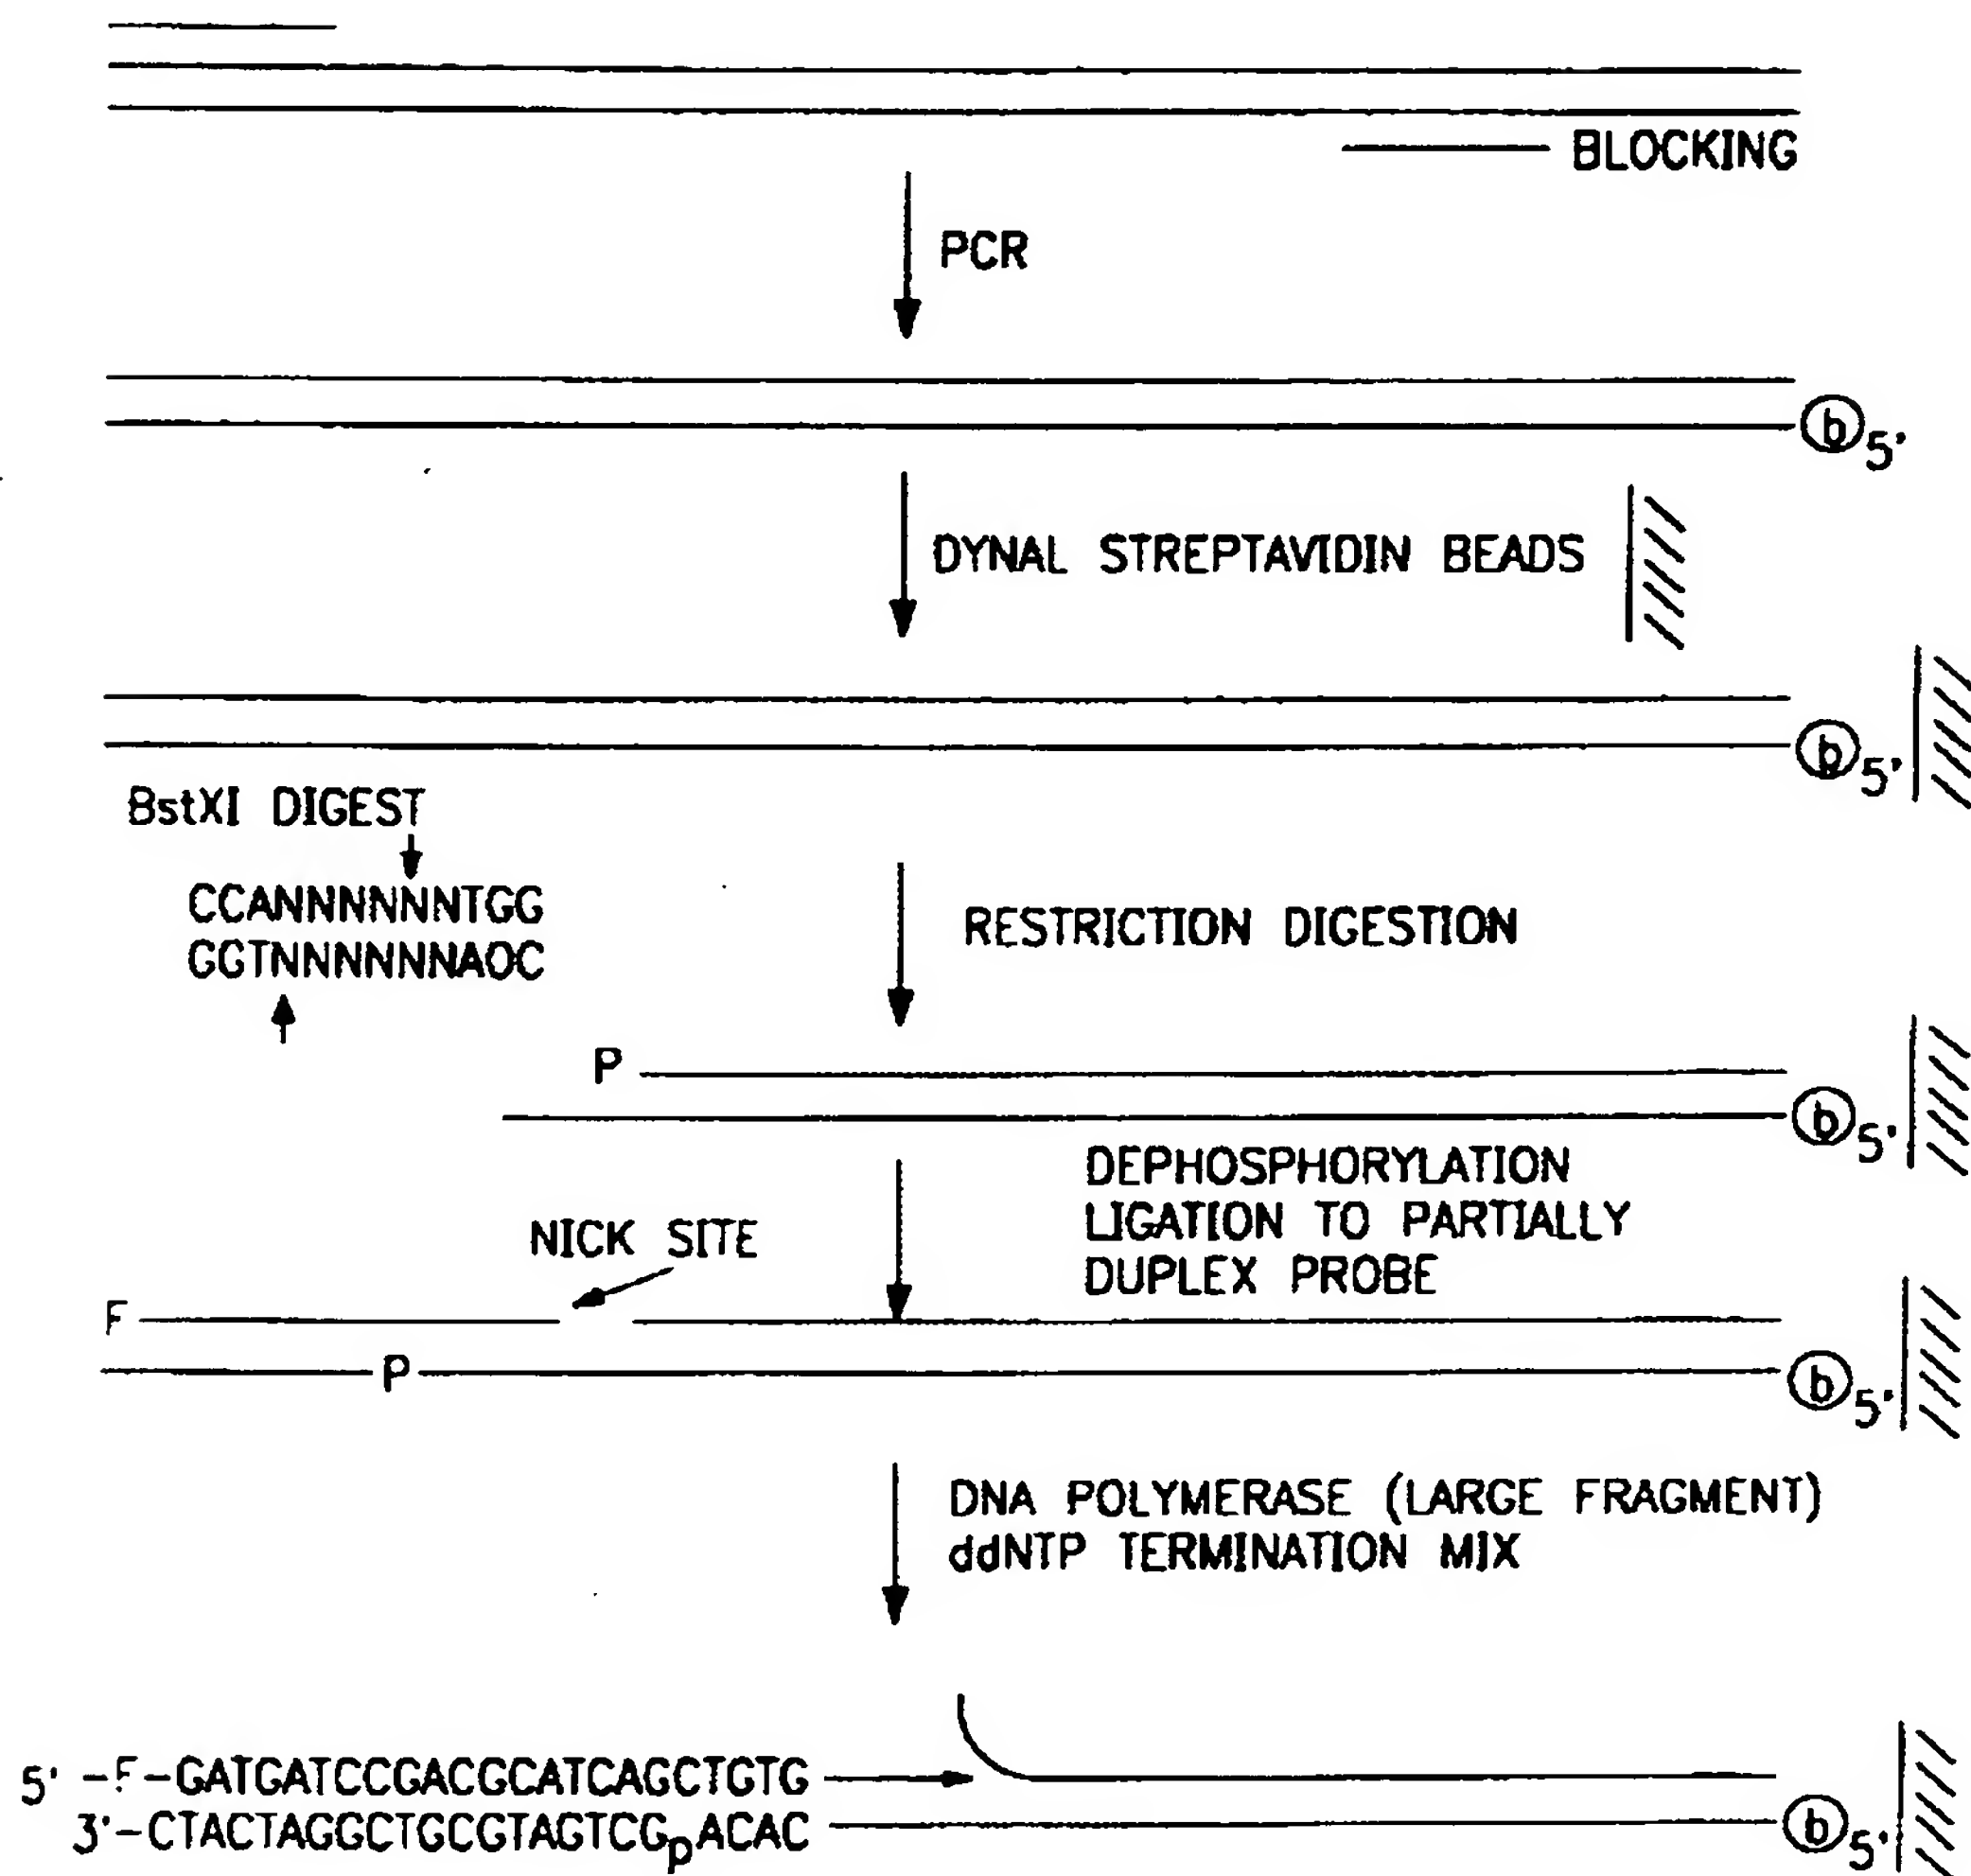 BLOCKING
PCR
b 5'
DYNAL STREPTAVIDIN BEADS
b 5'
BstXI DIGEST
CCANNNNNNTGG
GGTNNNNNNAOC
RESTRICTION DIGESTION
P
b 5'
DEPHOSPHORYLATION
LIGATION TO PARTIALLY
DUPLEX PROBE
NICK SITE
F
P
b 5'
DNA POLYMERASE (LARGE FRAGMENT)
ddNTP TERMINATION MIX
5' -F-GATGATCCGACGCATCAGCTGTG
3'-CTACTAGGCTGCGTAGTCGpACAC
b 5'